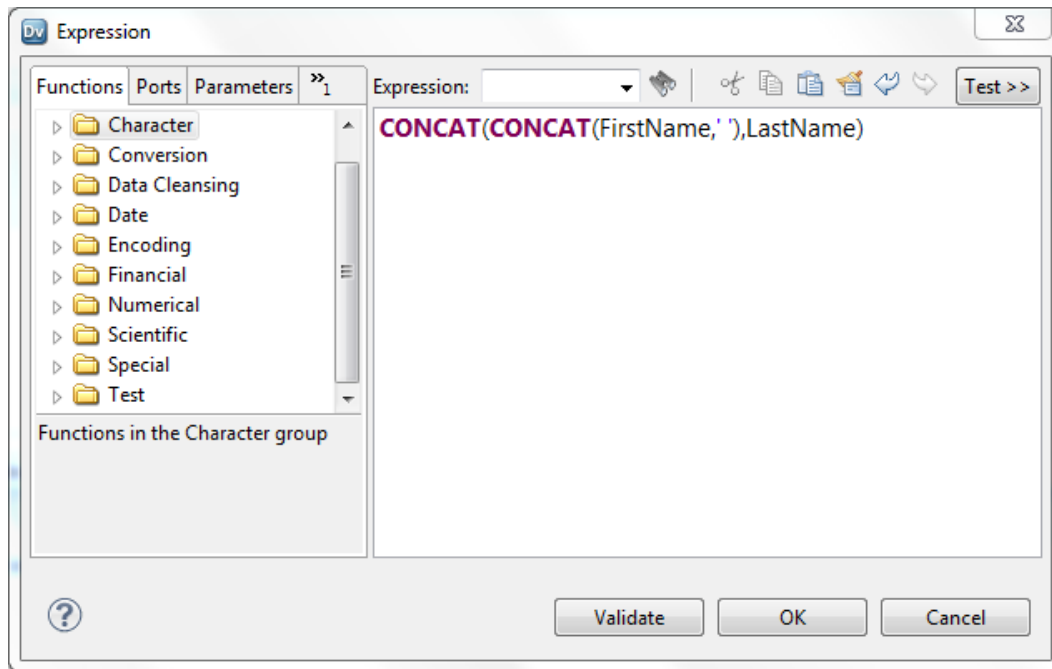 Dv Expression
Functions Ports Parameters »1 Expression: Test >>
Character
Conversion
Data Cleansing
Date
Encoding
Financial
Numerical
Scientific
Special
Test
Functions in the Character group
CONCAT(CONCAT(FirstName,' '),LastName)
? Validate OK Cancel